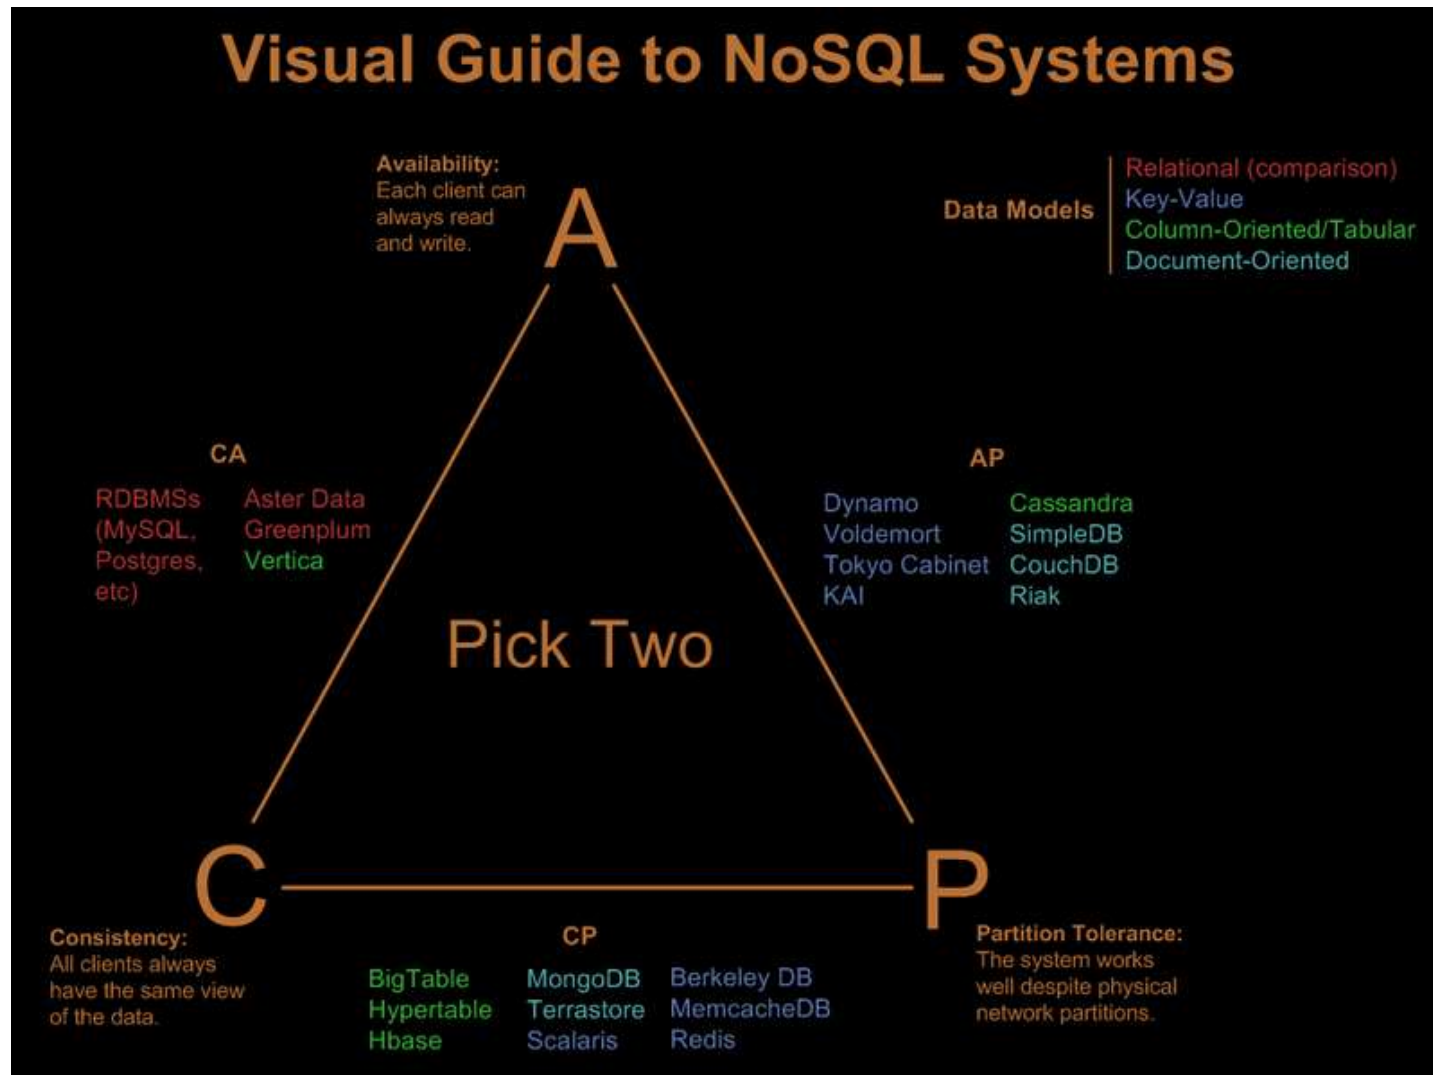 Visual Guide to NoSQL Systems
Availability:
Each client can
always read
and write.
A
Data Models
Relational (comparison)
Key-Value
Column-Oriented/Tabular
Document-Oriented
CA
RDBMSs
(MySQL,
Postgres,
etc)
Aster Data
Greenplum
Vertica
AP
Dynamo
Voldemort
Tokyo Cabinet
KAI
Cassandra
SimpleDB
CouchDB
Riak
Pick Two
C
Consistency:
All clients always
have the same view
of the data.
CP
BigTable
Hypertable
Hbase
MongoDB
Terrastore
Scalaris
Berkeley DB
MemcacheDB
Redis
P
Partition Tolerance:
The system works
well despite physical
network partitions.